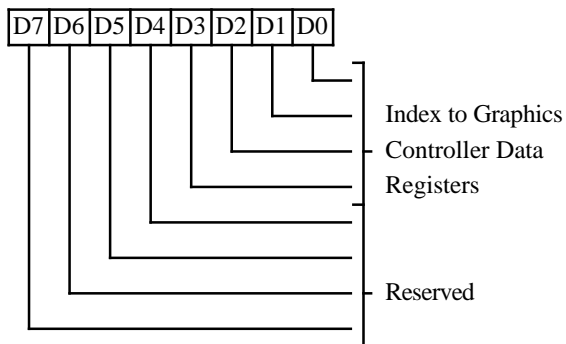 D7 D6 D5 D4 D3 D2 D1 D0
Index to Graphics
Controller Data
Registers
Reserved